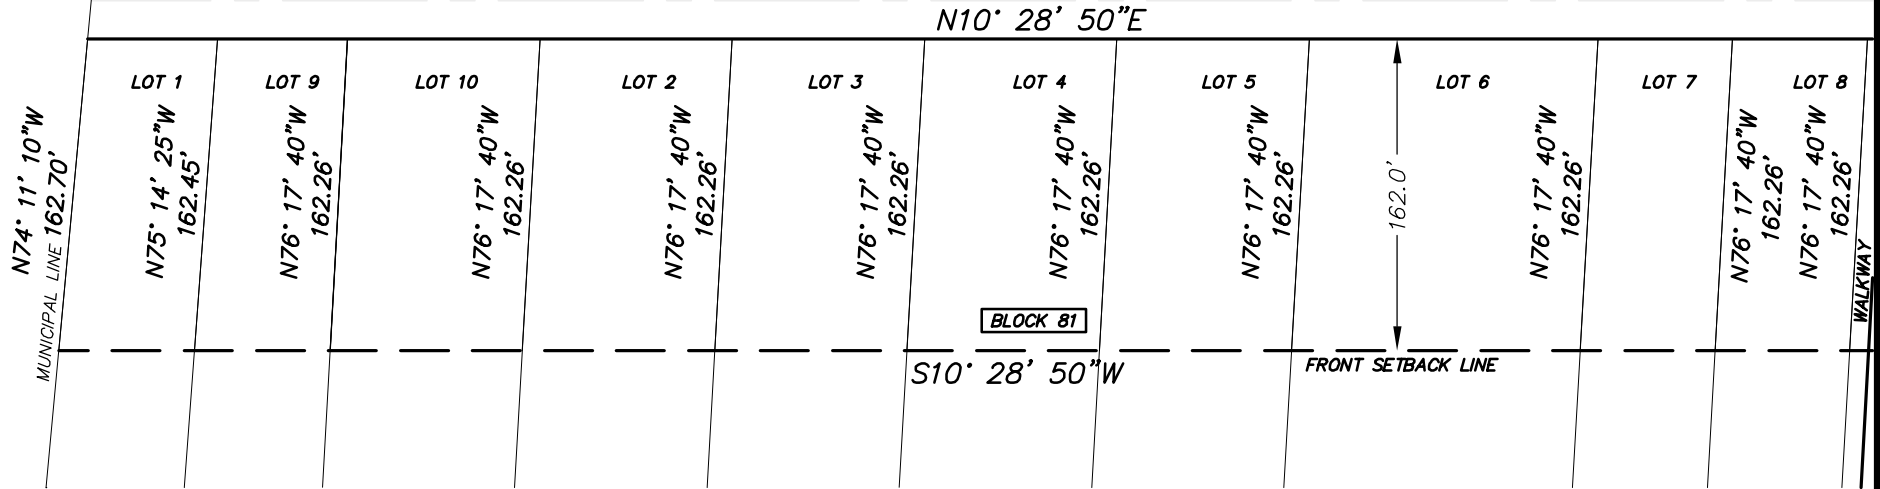 N10° 28' 50"E
LOT 1
LOT 9
LOT 10
LOT 2
LOT 3
LOT 4
LOT 5
LOT 6
LOT 7
LOT 8
N74° 11' 10"W
162.70'
MUNICIPAL LINE
N75° 14' 25"W
162.45'
N76° 17' 40"W
162.26'
N76° 17' 40"W
162.26'
N76° 17' 40"W
162.26'
N76° 17' 40"W
162.26'
N76° 17' 40"W
162.26'
N76° 17' 40"W
162.26'
162.0'
N76° 17' 40"W
162.26'
N76° 17' 40"W
162.26'
N76° 17' 40"W
162.26'
WALKWAY
BLOCK 81
S10° 28' 50"W
FRONT SETBACK LINE